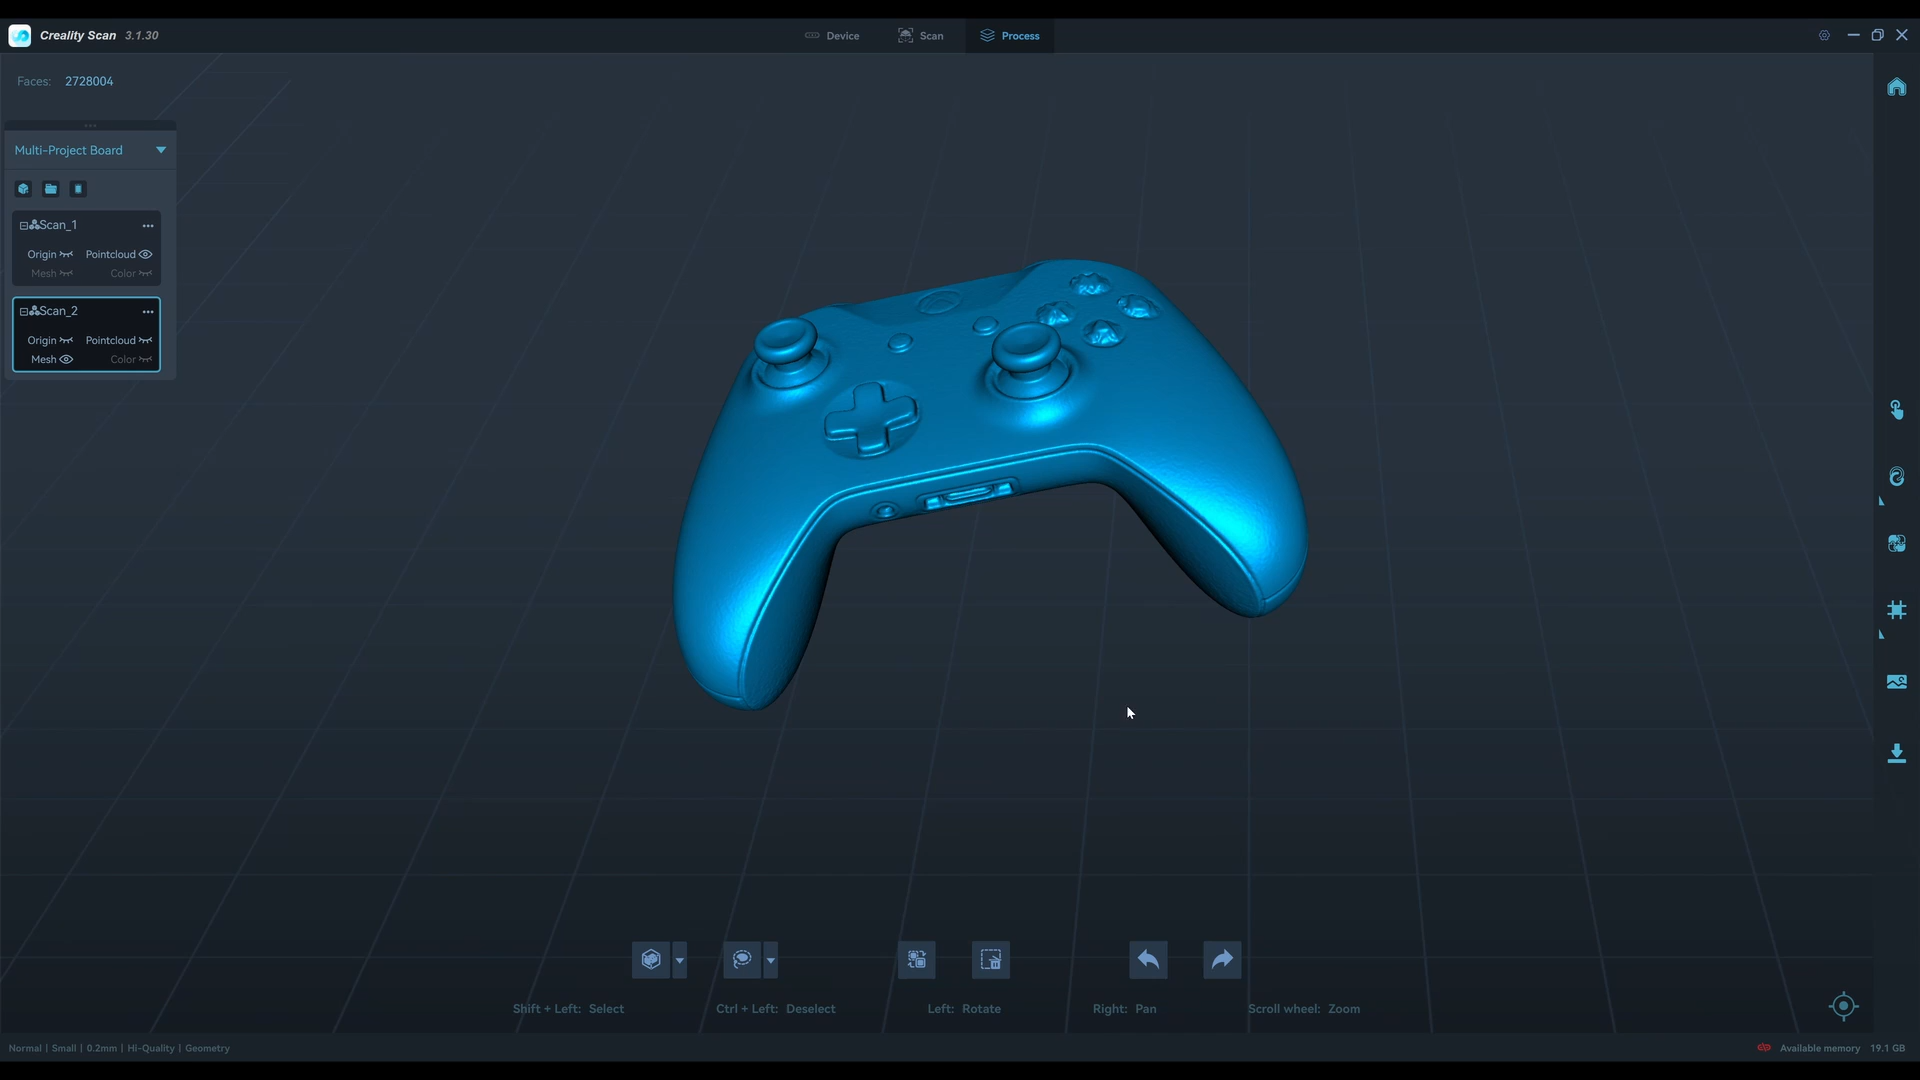 Creality Scan 3.1.30
Device
Scan
Process
Faces: 2728004
Multi-Project Board
Scan_1
Origin Pointcloud
Mesh Color
Scan_2
Origin Pointcloud
Mesh Color
Shift + Left: Select
Ctrl + Left: Deselect
Left: Rotate
Right: Pan
Scroll wheel: Zoom
Normal | Small | 0.2mm | Hi-Quality | Geometry
Available memory 19.1 GB